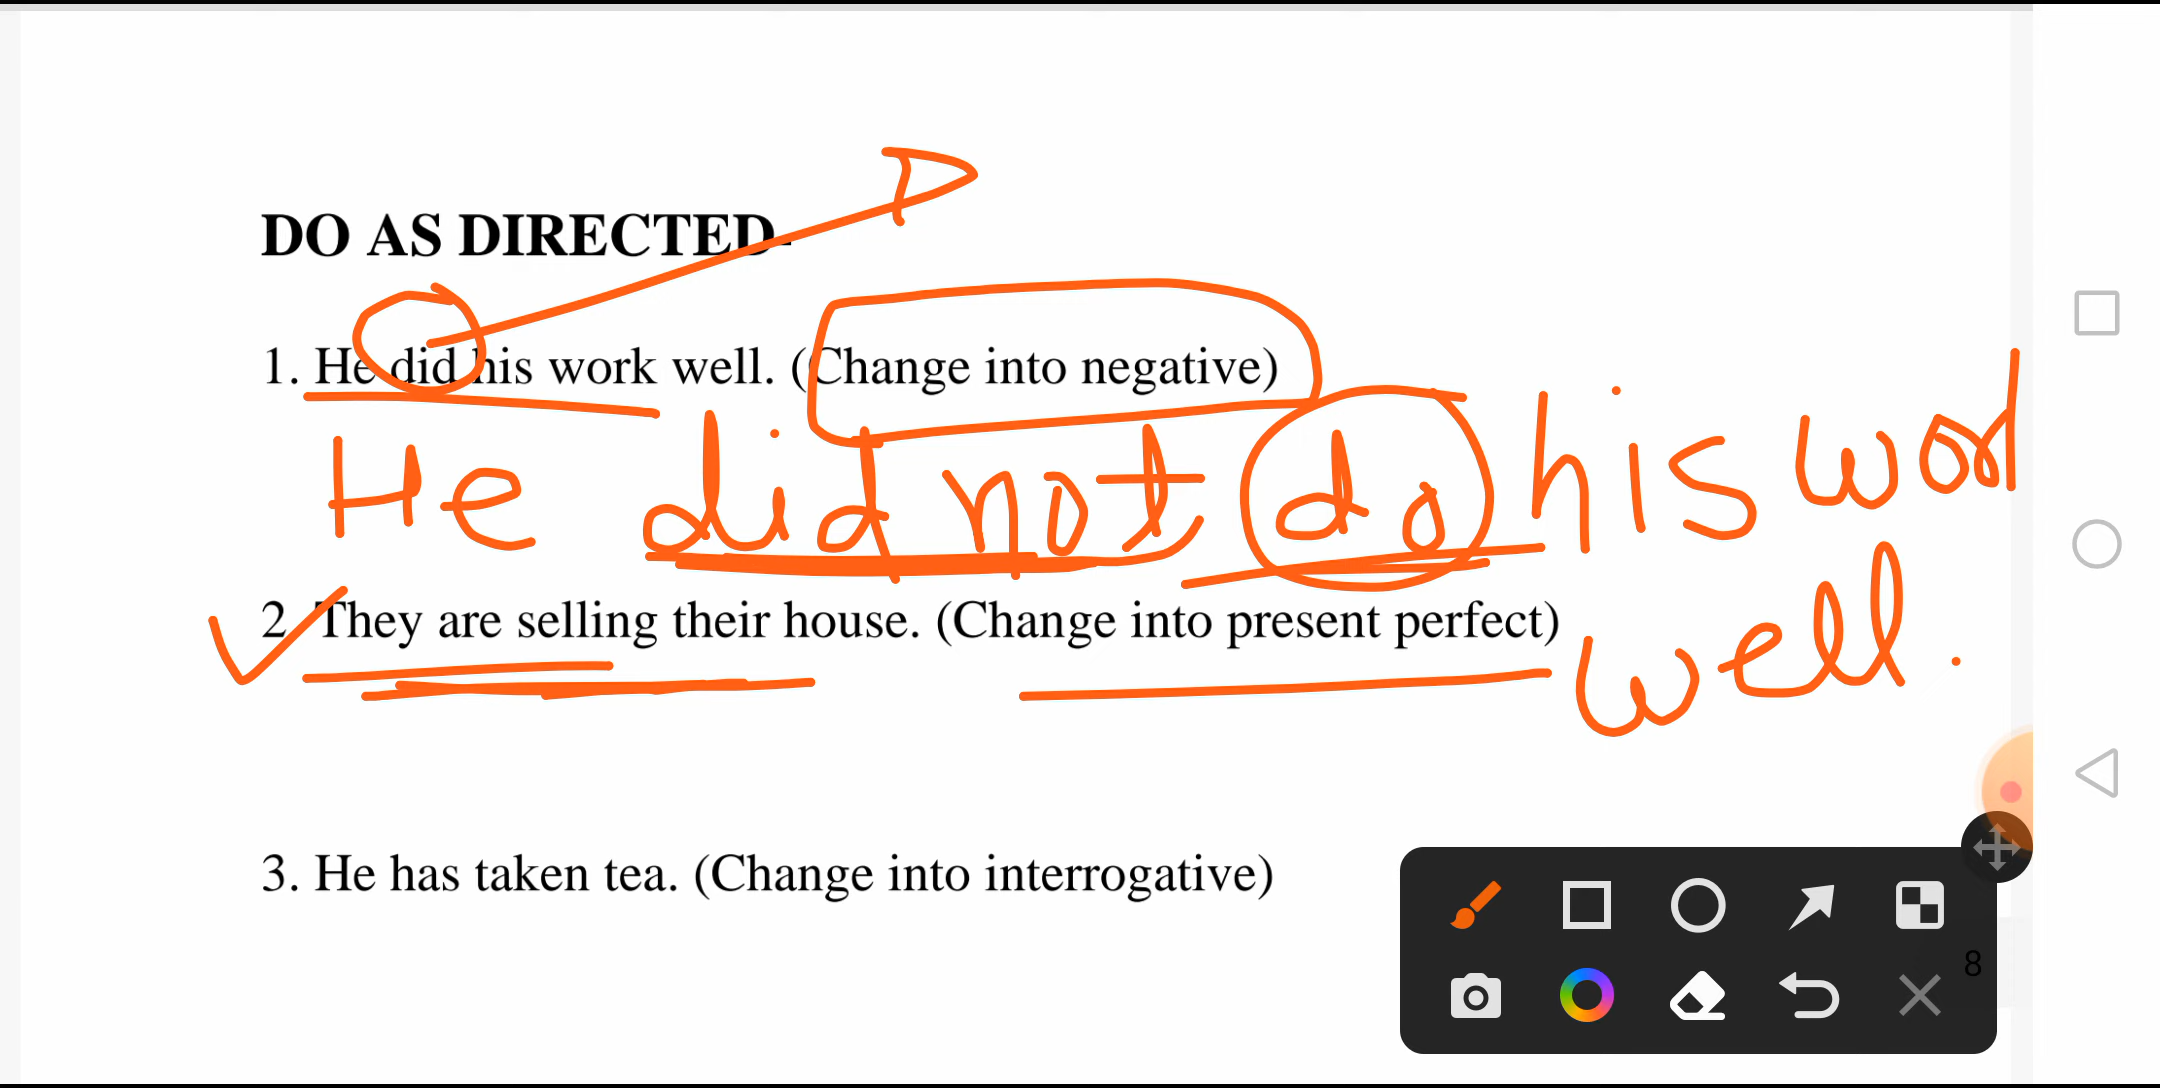 DO AS DIRECTED-
1. He did his work well. (Change into negative)
He did not do his wor
well.
2. They are selling their house. (Change into present perfect)
3. He has taken tea. (Change into interrogative)
8